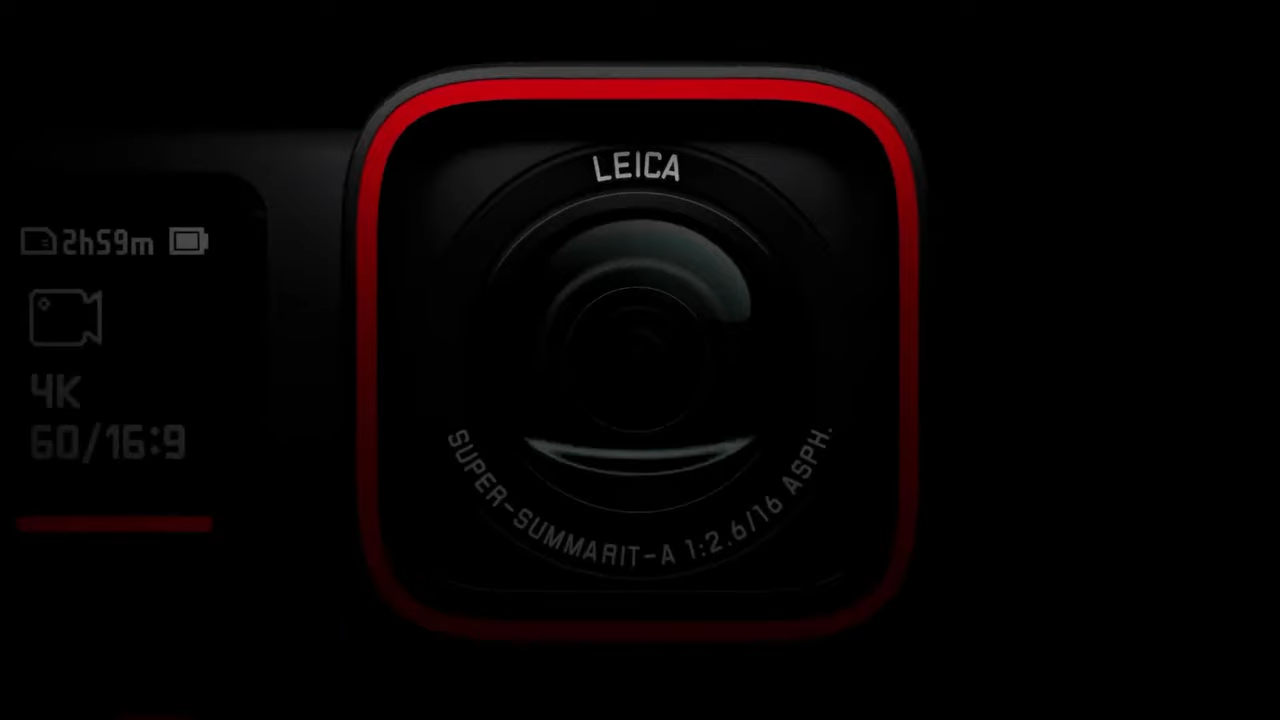 LEICA
2h59m
4K
60/16:9
SUPER-SUMMARIT-A 1:2.6/16 ASPH.